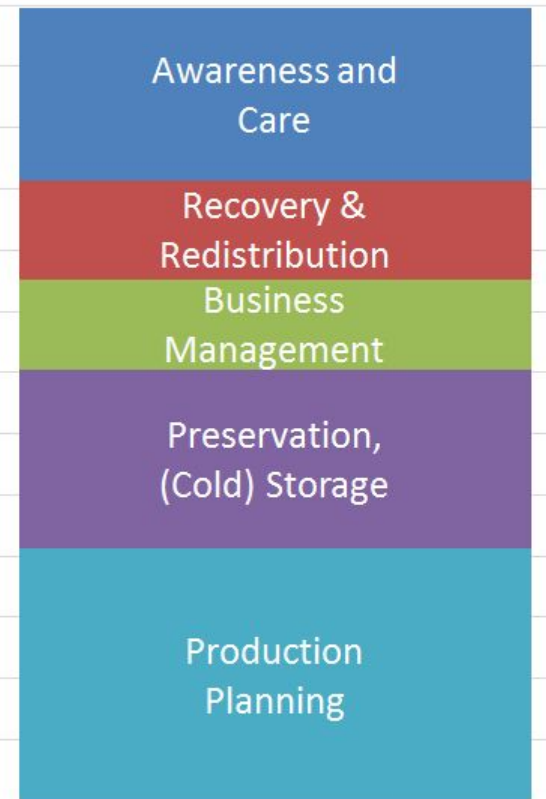 Awareness and
Care
Recovery &
Redistribution
Business
Management
Preservation,
(Cold) Storage
Production
Planning